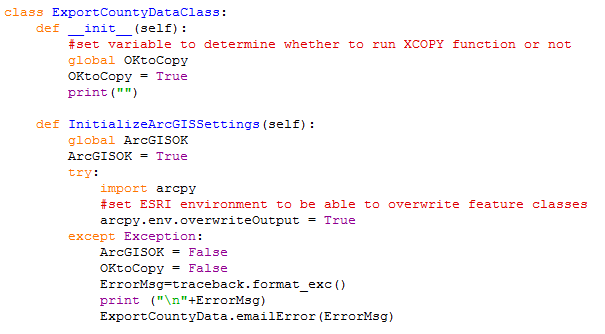 class ExportCountyDataClass:
    def __init__(self):
        #set variable to determine whether to run XCOPY function or not
        global OKtoCopy
        OKtoCopy = True
        print("")

    def InitializeArcGISSettings(self):
        global ArcGISOK
        ArcGISOK = True
        try:
            import arcpy
            #set ESRI environment to be able to overwrite feature classes
            arcpy.env.overwriteOutput = True
        except Exception:
            ArcGISOK = False
            OKtoCopy = False
            ErrorMsg=traceback.format_exc()
            print ("\n"+ErrorMsg)
            ExportCountyData.emailError(ErrorMsg)